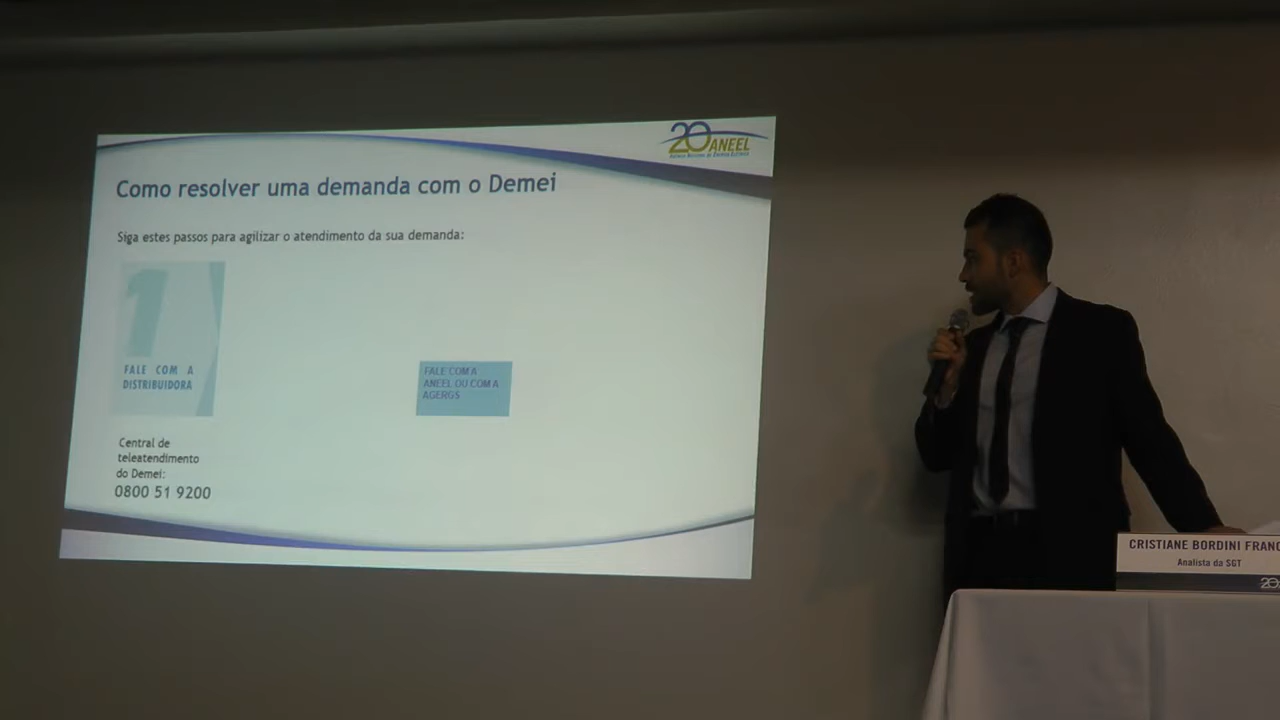 20 ANEEL
Como resolver uma demanda com o Demei
Siga estes passos para agilizar o atendimento da sua demanda:
1
FALE COM A
DISTRIBUIDORA
FALE COM A
ANEEL OU COM A
AGERGS
Central de
teleatendimento
do Demei:
0800 51 9200
CRISTIANE BORDINI FRANC
Analista da SGT
20